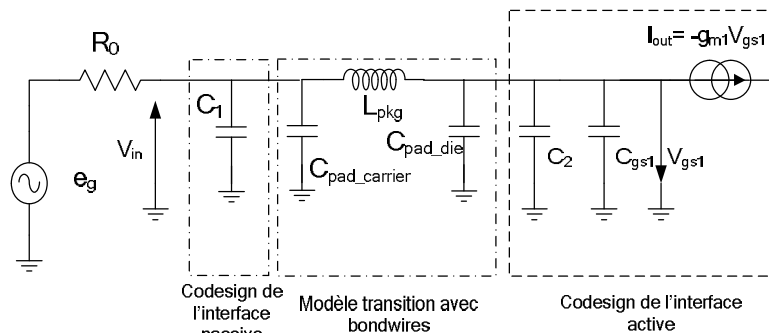 R0
Iout= -gm1Vgs1
C1
Lpkg
Vin
Cpad_die
C2
Cgs1
Vgs1
eg
Cpad_carrier
Codesign de
l'interface
passive
Modèle transition avec
bondwires
Codesign de l'interface
active